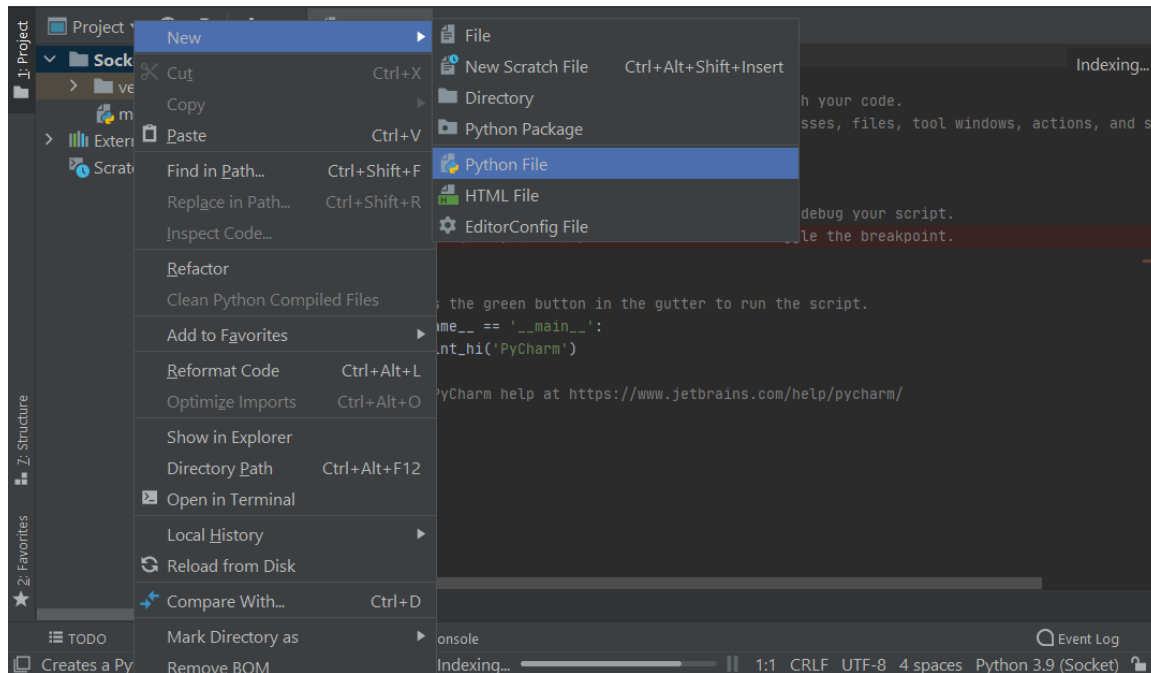 1: Project
Project
Sock
ve
m
Extern
Scrat
New
Cut Ctrl+X
Copy
Paste Ctrl+V
Find in Path... Ctrl+Shift+F
Replace in Path... Ctrl+Shift+R
Inspect Code...
Refactor
Clean Python Compiled Files
Add to Favorites
Reformat Code Ctrl+Alt+L
Optimize Imports Ctrl+Alt+O
Show in Explorer
Directory Path Ctrl+Alt+F12
Open in Terminal
Local History
Reload from Disk
Compare With... Ctrl+D
Mark Directory as
Remove BOM
File
New Scratch File Ctrl+Alt+Shift+Insert
Directory
Python Package
Python File
HTML File
EditorConfig File
Indexing...
h your code.
sses, files, tool windows, actions, and s
debug your script.
le the breakpoint.
s the green button in the gutter to run the script.
ame__ == '__main__':
int_hi('PyCharm')
PyCharm help at https://www.jetbrains.com/help/pycharm/
Z: Structure
2: Favorites
TODO
onsole
Event Log
Creates a Py
Indexing... 1:1 CRLF UTF-8 4 spaces Python 3.9 (Socket)